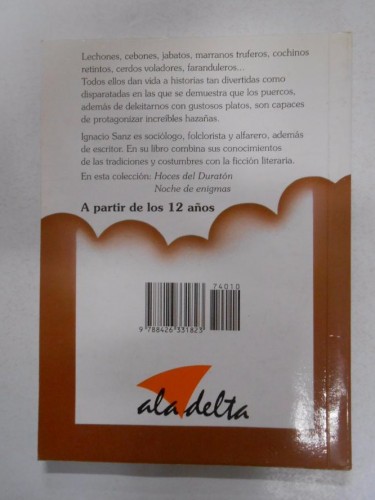 Lechones, cebones, jabatos, marranos truferos, cochinos
retintos, cerdos voladores, faranduleros...
Todos ellos dan vida a historias tan divertidas como
disparatadas en las que se demuestra que los puercos,
además de deleitarnos con gustosos platos, son capaces
de protagonizar increíbles hazañas.
Ignacio Sanz es sociólogo, folclorista y alfarero, además
de escritor. En su libro combina sus conocimientos
de las tradiciones y costumbres con la ficción literaria.
En esta colección: Hoces del Duratón
Noche de enigmas
A partir de los 12 años
74010
9 788426 331823
ala delta